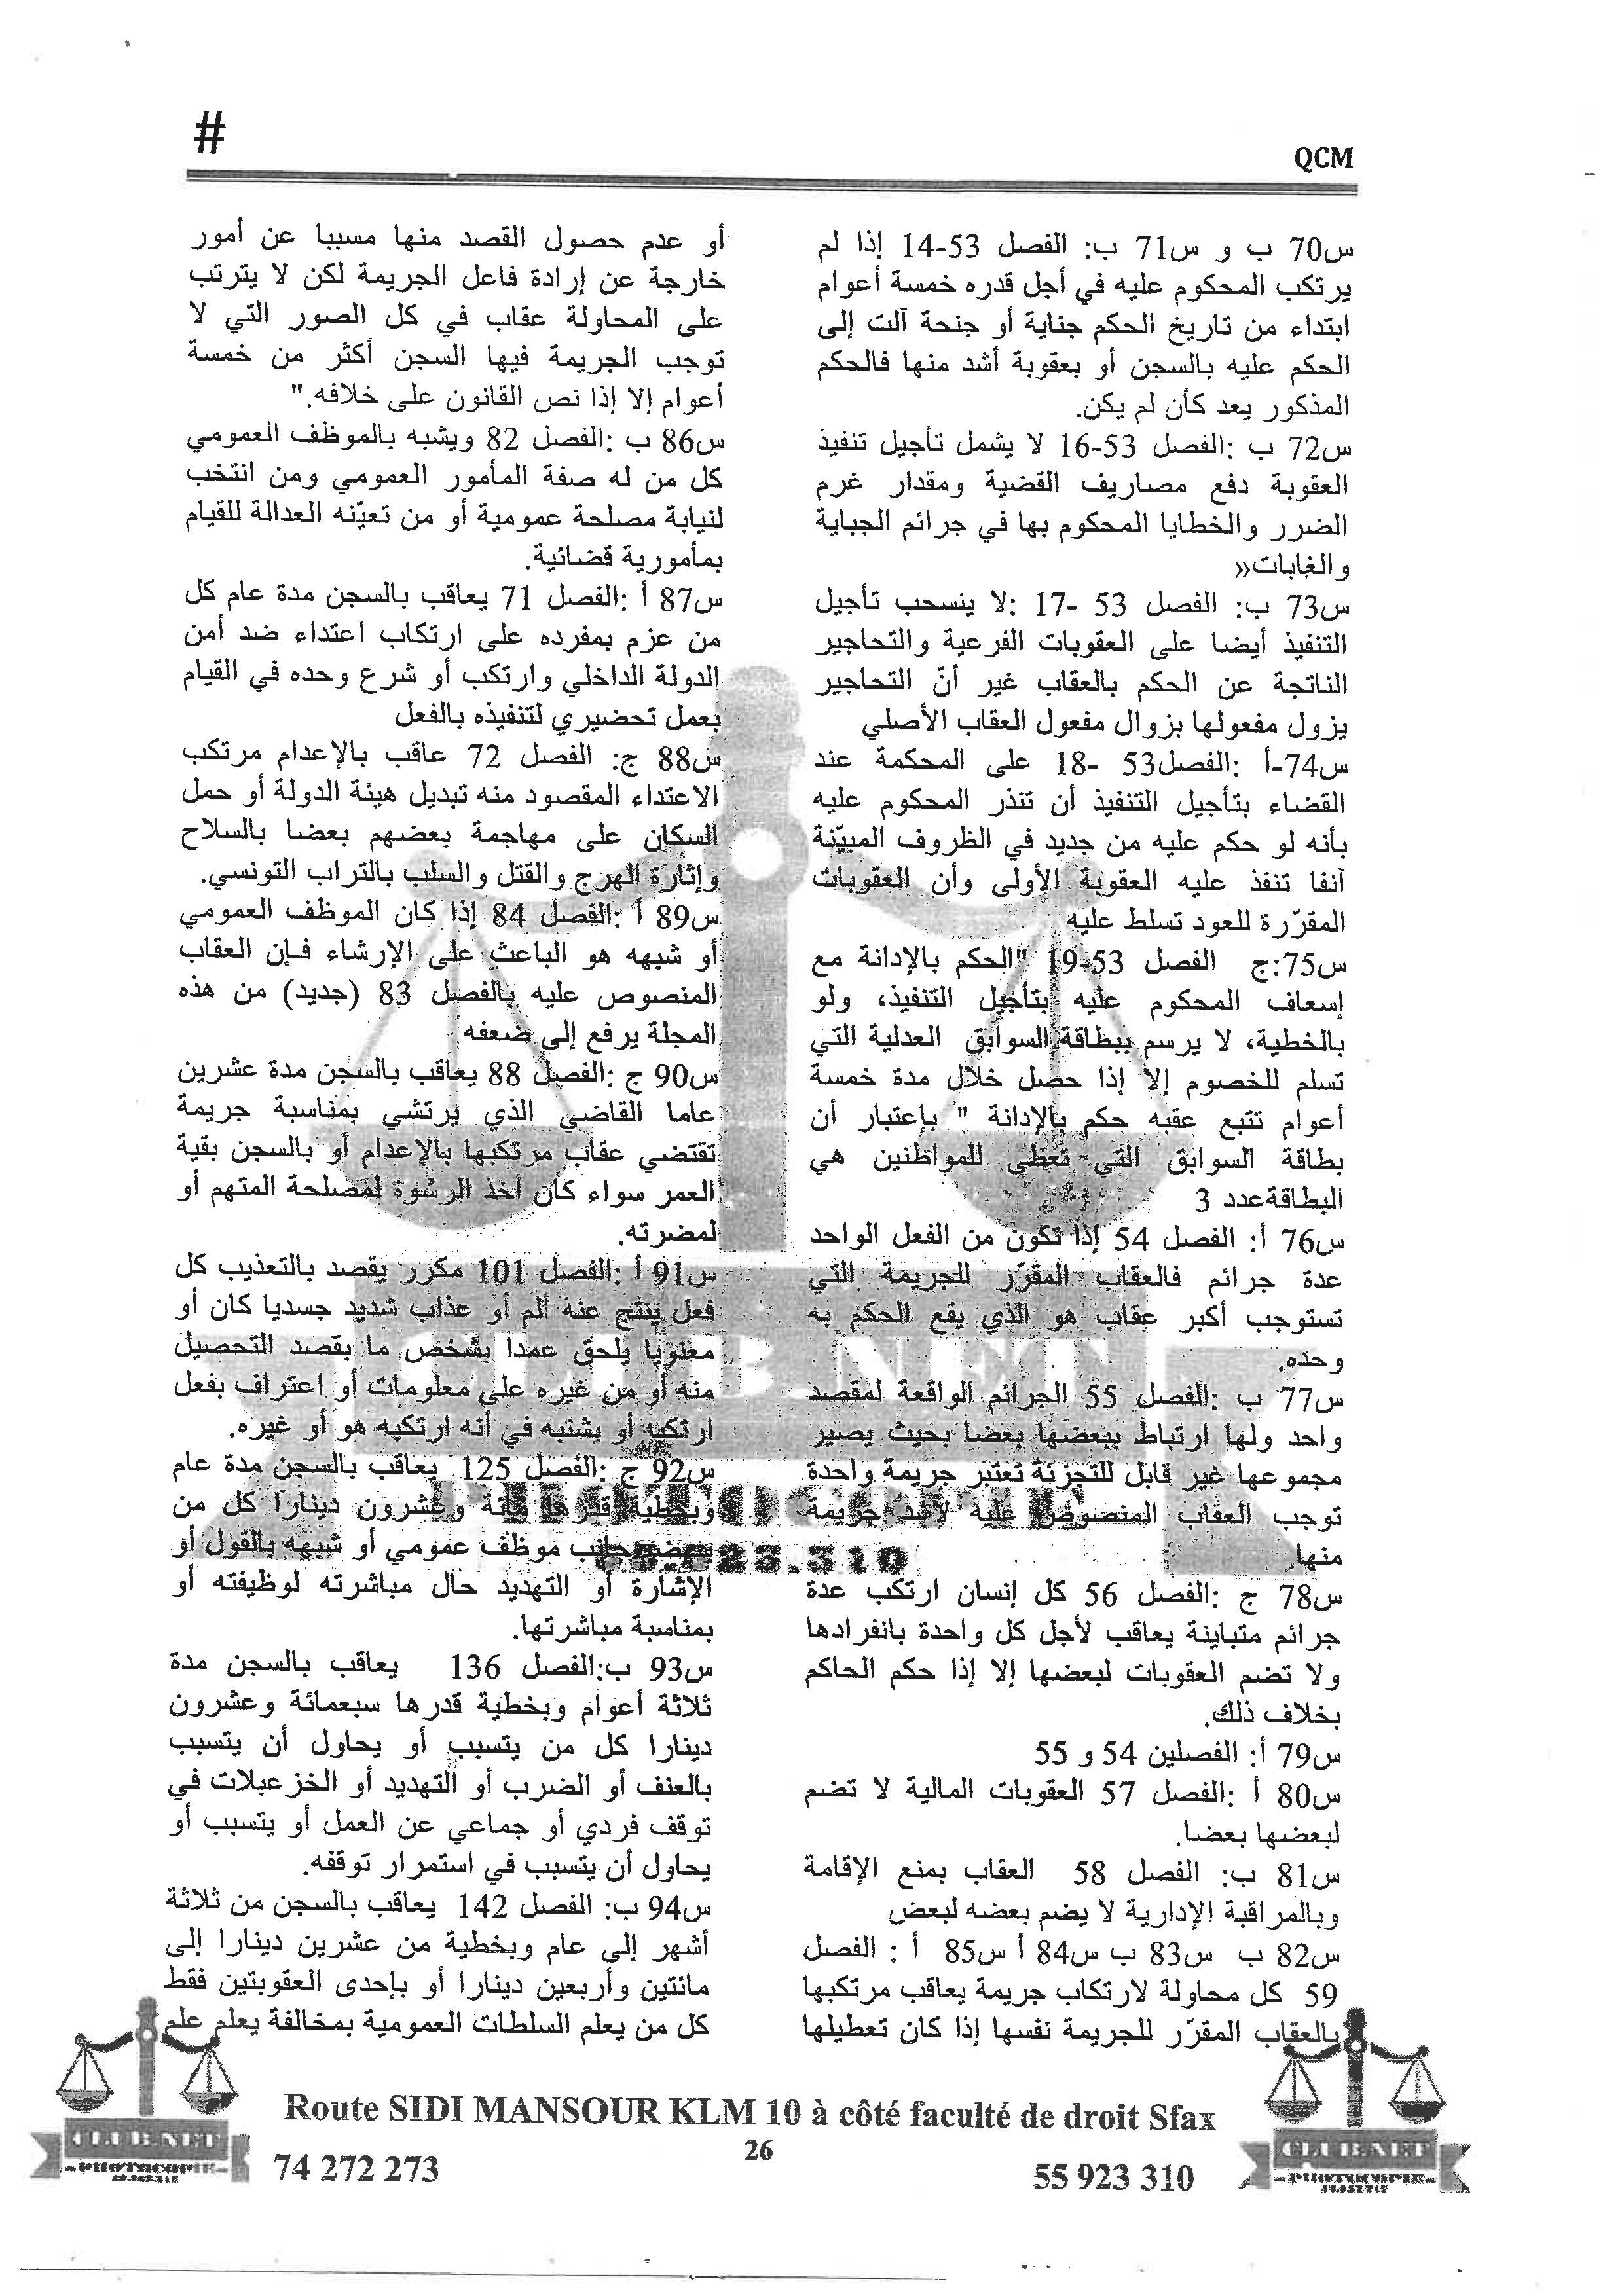 #
QCM
س70 ب و س71 ب: الفصل 53-14 إذا لم
يرتكب المحكوم عليه في أجل قدره خمسة أعوام
ابتداء من تاريخ الحكم جناية أو جنحة آلت إلى
الحكم عليه بالسجن أو بعقوبة أشد منها فالحكم
المذكور يعد كأن لم يكن.
س72 ب :الفصل 53-16 لا يشمل تأجيل تنفيذ
العقوبة دفع مصاريف القضية ومقدار غرم
الضرر والخطايا المحكوم بها في جرائم الجباية
والغابات»
س73 ب: الفصل 53 -17 :لا ينسحب تأجيل
التنفيذ أيضا على العقوبات الفرعية والتحاجير
الناتجة عن الحكم بالعقاب غير أنّ التحاجير
يزول مفعولها بزوال مفعول العقاب الأصلي
س74-أ :الفصل53 -18 على المحكمة عند
القضاء بتأجيل التنفيذ أن تنذر المحكوم عليه
بأنه لو حكم عليه من جديد في الظروف المبيّنة
آنفا تنفذ عليه العقوبة الأولى وأن العقوبات
المقرّرة للعود تسلط عليه
س75:ج الفصل 53-19 "الحكم بالإدانة مع
إسعاف المحكوم عليه بتأجيل التنفيذ، ولو
بالخطية، لا يرسم ببطاقة السوابق العدلية التي
تسلم للخصوم إلا إذا حصل خلال مدة خمسة
أعوام تتبع عقبه حكم بالإدانة " بإعتبار أن
بطاقة السوابق التي تعطى للمواطنين هي
البطاقةعدد 3
س76 أ: الفصل 54 إذا تكون من الفعل الواحد
عدة جرائم فالعقاب المقرّر للجريمة التي
تستوجب أكبر عقاب هو الذي يقع الحكم به
وحده.
س77 ب :الفصل 55 الجرائم الواقعة لمقصد
واحد ولها ارتباط ببعضها بعضا بحيث يصير
مجموعها غير قابل للتجزئة تعتبر جريمة واحدة
توجب العقاب المنصوص عليه لأشد جريمة
منها.
س78 ج :الفصل 56 كل إنسان ارتكب عدة
جرائم متباينة يعاقب لأجل كل واحدة بانفرادها
ولا تضم العقوبات لبعضها إلا إذا حكم الحاكم
بخلاف ذلك.
س79 أ: الفصلين 54 و 55
س80 أ :الفصل 57 العقوبات المالية لا تضم
لبعضها بعضا.
س81 ب: الفصل 58 العقاب بمنع الإقامة
وبالمراقبة الإدارية لا يضم بعضه لبعض
س82 ب س83 ب س84 أ س85 أ : الفصل
59 كل محاولة لارتكاب جريمة يعاقب مرتكبها
بالعقاب المقرّر للجريمة نفسها إذا كان تعطيلها
أو عدم حصول القصد منها مسببا عن أمور
خارجة عن إرادة فاعل الجريمة لكن لا يترتب
على المحاولة عقاب في كل الصور التي لا
توجب الجريمة فيها السجن أكثر من خمسة
أعوام إلا إذا نص القانون على خلافه."
س86 ب :الفصل 82 ويشبه بالموظف العمومي
كل من له صفة المأمور العمومي ومن انتخب
لنيابة مصلحة عمومية أو من تعيّنه العدالة للقيام
بمأمورية قضائية.
س87 أ :الفصل 71 يعاقب بالسجن مدة عام كل
من عزم بمفرده على ارتكاب اعتداء ضد أمن
الدولة الداخلي وارتكب أو شرع وحده في القيام
بعمل تحضيري لتنفيذه بالفعل
س88 ج: الفصل 72 عاقب بالإعدام مرتكب
الاعتداء المقصود منه تبديل هيئة الدولة أو حمل
السكان على مهاجمة بعضهم بعضا بالسلاح
وإثارة الهرج والقتل والسلب بالتراب التونسي.
س89 أ :الفصل 84 إذا كان الموظف العمومي
أو شبهه هو الباعث على الإرشاء فإن العقاب
المنصوص عليه بالفصل 83 (جديد) من هذه
المجلة يرفع إلى ضعفه
س90 ج :الفصل 88 يعاقب بالسجن مدة عشرين
عاما القاضي الذي يرتشي بمناسبة جريمة
تقتضي عقاب مرتكبها بالإعدام أو بالسجن بقية
العمر سواء كان أخذ الرشوة لمصلحة المتهم أو
لمضرته.
س91 أ :الفصل 101 مكرر يقصد بالتعذيب كل
فعل ينتج عنه ألم أو عذاب شديد جسديا كان أو
معنويا يلحق عمدا بشخص ما بقصد التحصيل
منه أو من غيره على معلومات أو اعتراف بفعل
ارتكبه أو يشتبه في أنه ارتكبه هو أو غيره.
س92 ج :الفصل 125 يعاقب بالسجن مدة عام
وبخطية قدرها مائة وعشرون دينارا كل من
يهضم جانب موظف عمومي أو شبهه بالقول أو
الإشارة أو التهديد حال مباشرته لوظيفته أو
بمناسبة مباشرتها.
س93 ب:الفصل 136 يعاقب بالسجن مدة
ثلاثة أعوام وبخطية قدرها سبعمائة وعشرون
دينارا كل من يتسبب أو يحاول أن يتسبب
بالعنف أو الضرب أو التهديد أو الخزعبلات في
توقف فردي أو جماعي عن العمل أو يتسبب أو
يحاول أن يتسبب في استمرار توقفه.
س94 ب: الفصل 142 يعاقب بالسجن من ثلاثة
أشهر إلى عام وبخطية من عشرين دينارا إلى
مائتين وأربعين دينارا أو بإحدى العقوبتين فقط
كل من يعلم السلطات العمومية بمخالفة يعلم علم
Route SIDI MANSOUR KLM 10 à côté faculté de droit Sfax
26
74 272 273
55 923 310
CLUB.NET
CLUB.NET